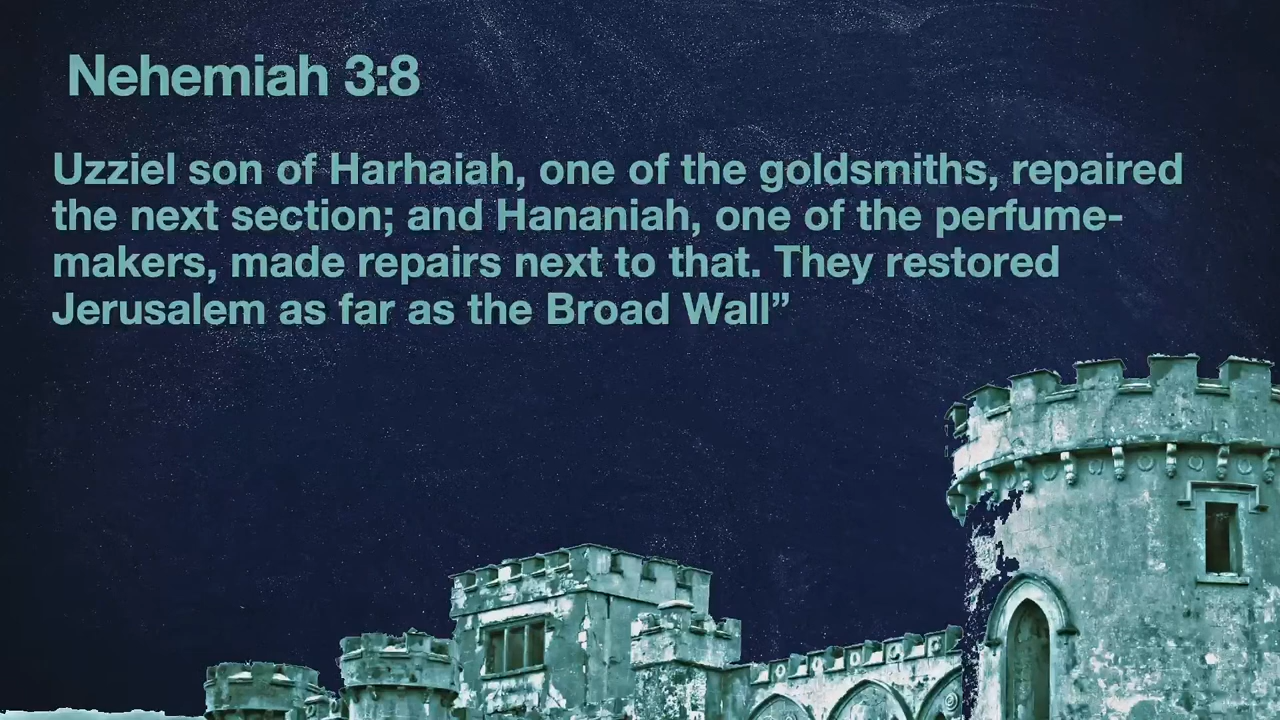 Nehemiah 3:8
Uzziel son of Harhaiah, one of the goldsmiths, repaired
the next section; and Hananiah, one of the perfume-
makers, made repairs next to that. They restored
Jerusalem as far as the Broad Wall”